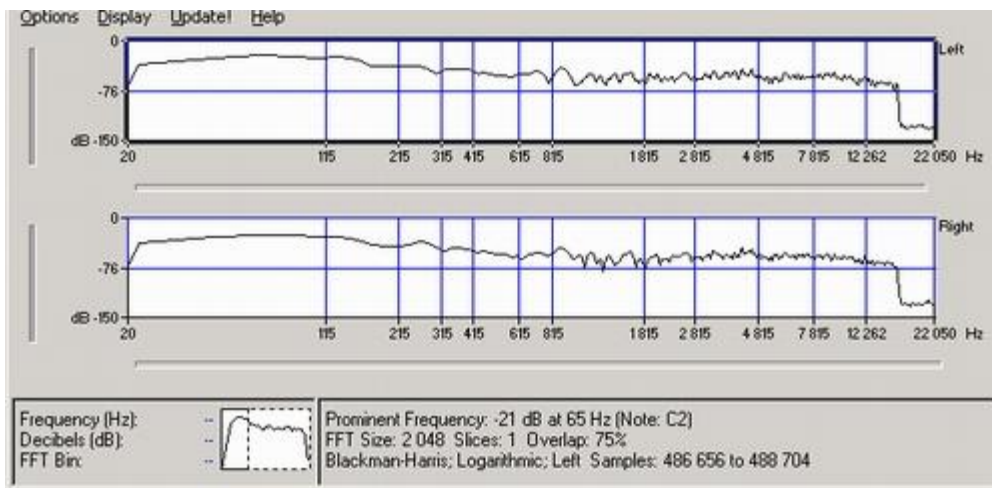 Options Display Update! Help
0
-76
dB -150
Left
20 115 215 315 415 615 815 1 815 2 815 4 815 7 815 12 262 22 050 Hz
0
-76
dB -150
Right
20 115 215 315 415 615 815 1 815 2 815 4 815 7 815 12 262 22 050 Hz
Frequency (Hz): --
Decibels (dB): --
FFT Bin: --
Prominent Frequency: -21 dB at 65 Hz (Note: C2)
FFT Size: 2 048 Slices: 1 Overlap: 75%
Blackman-Harris; Logarithmic; Left Samples: 486 656 to 488 704